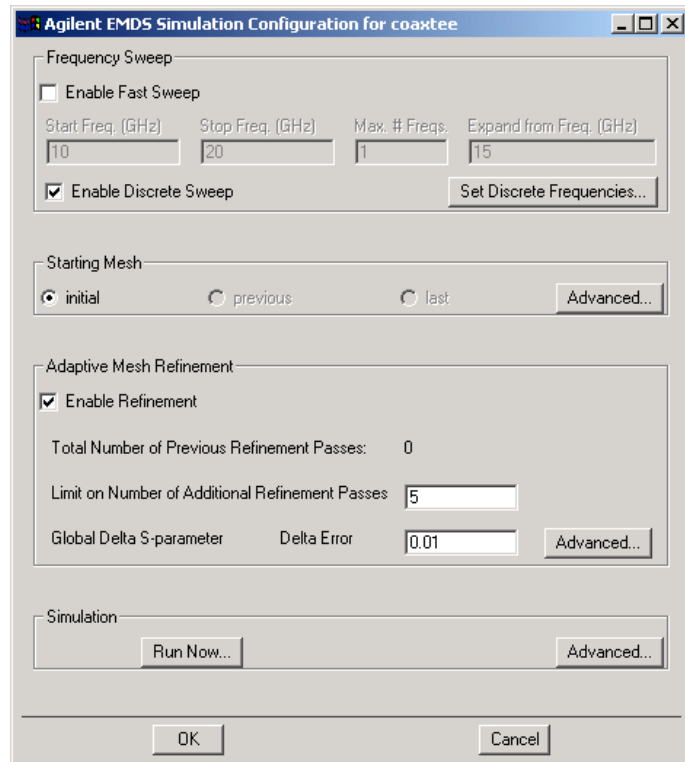 Agilent EMDS Simulation Configuration for coaxtee
Frequency Sweep
Enable Fast Sweep
Start Freq. (GHz) Stop Freq. (GHz) Max. # Freqs. Expand from Freq. (GHz)
10 20 1 15
Enable Discrete Sweep Set Discrete Frequencies...
Starting Mesh
initial previous last Advanced...
Adaptive Mesh Refinement
Enable Refinement
Total Number of Previous Refinement Passes: 0
Limit on Number of Additional Refinement Passes 5
Global Delta S-parameter Delta Error 0.01 Advanced...
Simulation
Run Now... Advanced...
OK Cancel